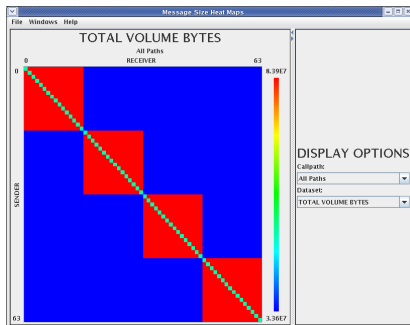 Message Size Heat Maps
File Windows Help
TOTAL VOLUME BYTES
All Paths
0 RECEIVER 63
0
SENDER
63
8.39E7
3.36E7
DISPLAY OPTIONS
Callpath:
All Paths
Dataset:
TOTAL VOLUME BYTES